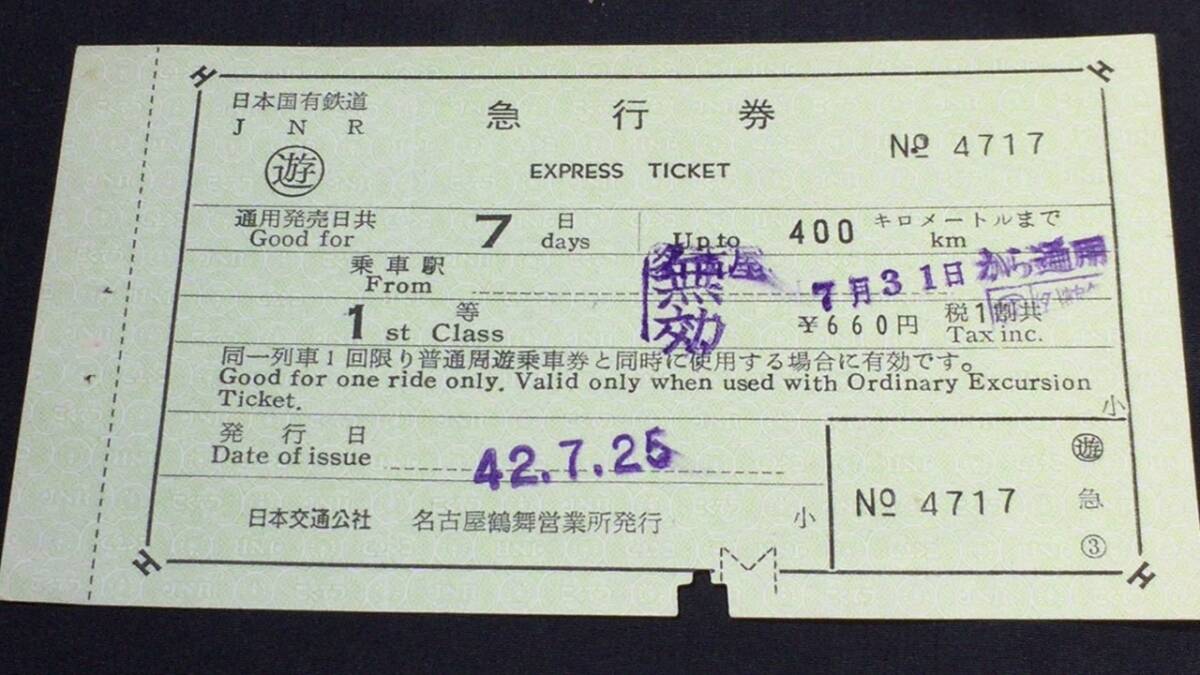 日本国有鉄道
JNR
遊
急行券
EXPRESS TICKET
№ 4717
通用発売日共 7 日 400 キロメートルまで
Good for days Up to km
乗車駅 名古屋 7月31日から通用
From
無効
1 等 ¥660円 税1割共
st Class Tax inc.
同一列車1回限り普通周遊乗車券と同時に使用する場合に有効です。
Good for one ride only. Valid only when used with Ordinary Excursion
Ticket.
小
発行日 42.7.25
Date of issue
日本交通公社 名古屋鶴舞営業所発行 小
遊
№ 4717 急
③